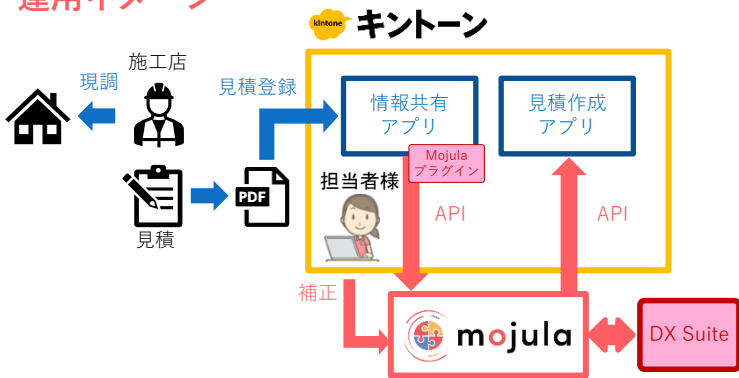 運用イメージ
kintone キントーン
施工店
現調
見積登録
情報共有
アプリ
見積作成
アプリ
Mojula
プラグイン
担当者様
PDF
API
API
見積
補正
mojula
DX Suite